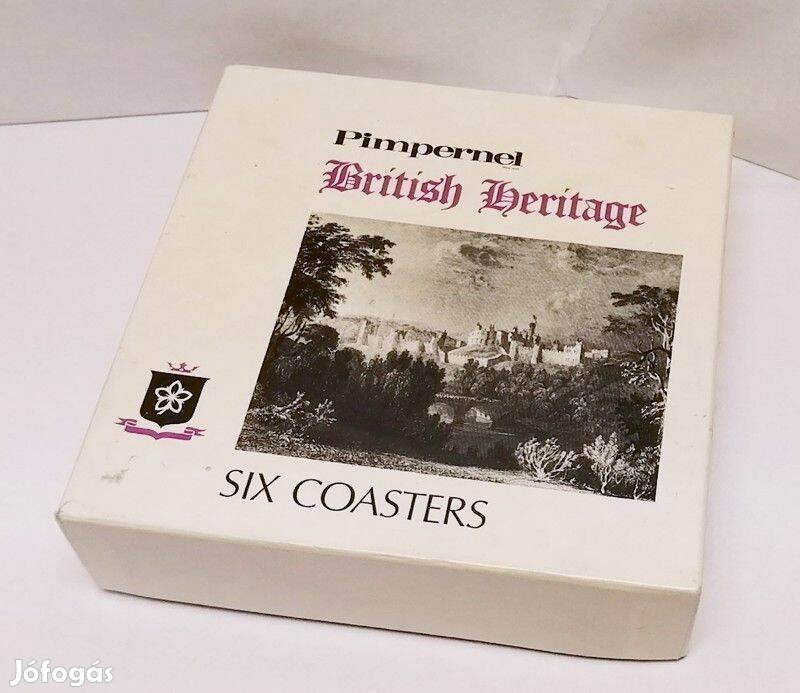 Pimpernel
British Heritage
SIX COASTERS
Jófogás